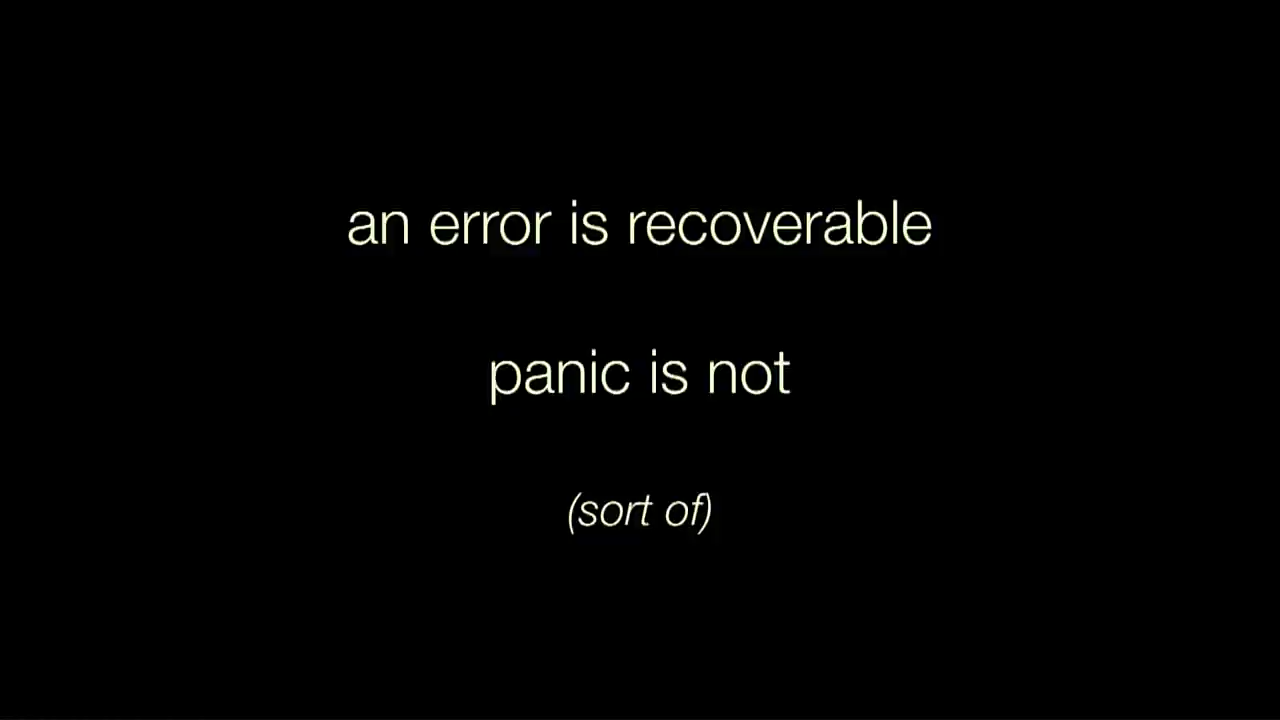 an error is recoverable
panic is not
(sort of)